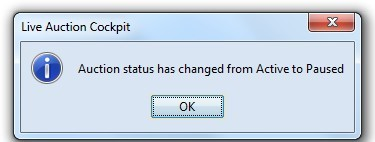 Live Auction Cockpit
Auction status has changed from Active to Paused
OK